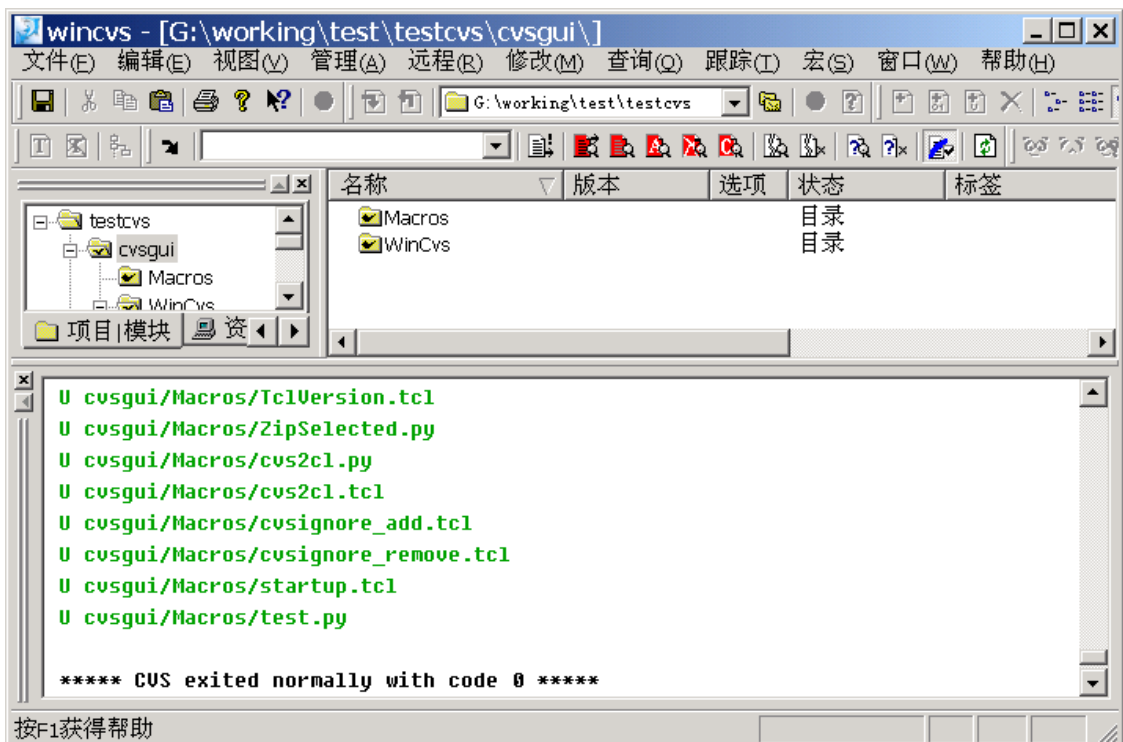 wincvs - [G:\working\test\testcvs\cvsgui\]
文件(F) 编辑(E) 视图(V) 管理(A) 远程(R) 修改(M) 查询(Q) 跟踪(T) 宏(S) 窗口(W) 帮助(H)
G:\working\test\testcvs
名称 版本 选项 状态 标签
testcvs
cvsgui
Macros
WinCvs
项目|模块 资
Macros 目录
WinCvs 目录
U cvsgui/Macros/TclVersion.tcl
U cvsgui/Macros/ZipSelected.py
U cvsgui/Macros/cvs2cl.py
U cvsgui/Macros/cvs2cl.tcl
U cvsgui/Macros/cvsignore_add.tcl
U cvsgui/Macros/cvsignore_remove.tcl
U cvsgui/Macros/startup.tcl
U cvsgui/Macros/test.py
***** CVS exited normally with code 0 *****
按F1获得帮助